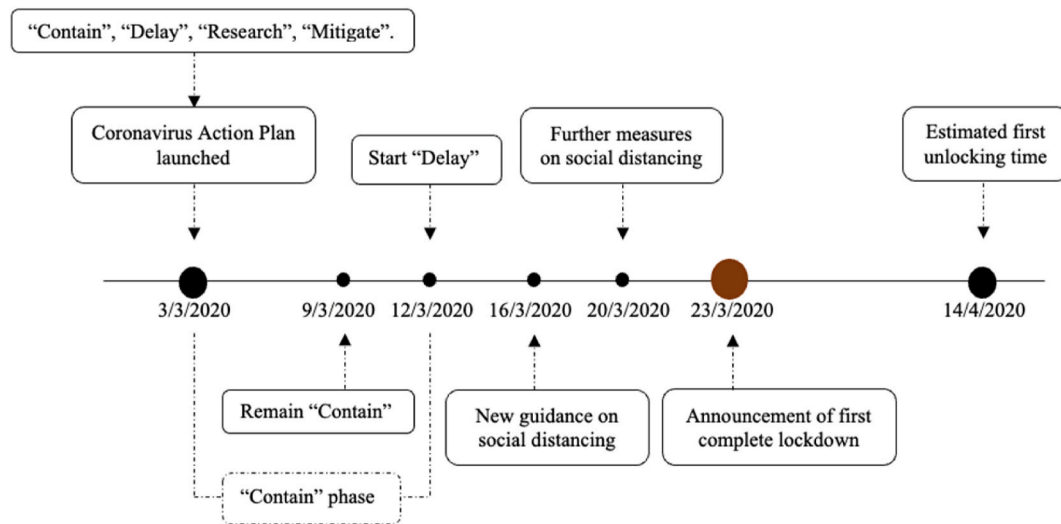 “Contain”, “Delay”, “Research”, “Mitigate”.
Coronavirus Action Plan
launched
Start “Delay”
Further measures
on social distancing
Estimated first
unlocking time
3/3/2020
9/3/2020
12/3/2020
16/3/2020
20/3/2020
23/3/2020
14/4/2020
Remain “Contain”
New guidance on
social distancing
Announcement of first
complete lockdown
“Contain” phase